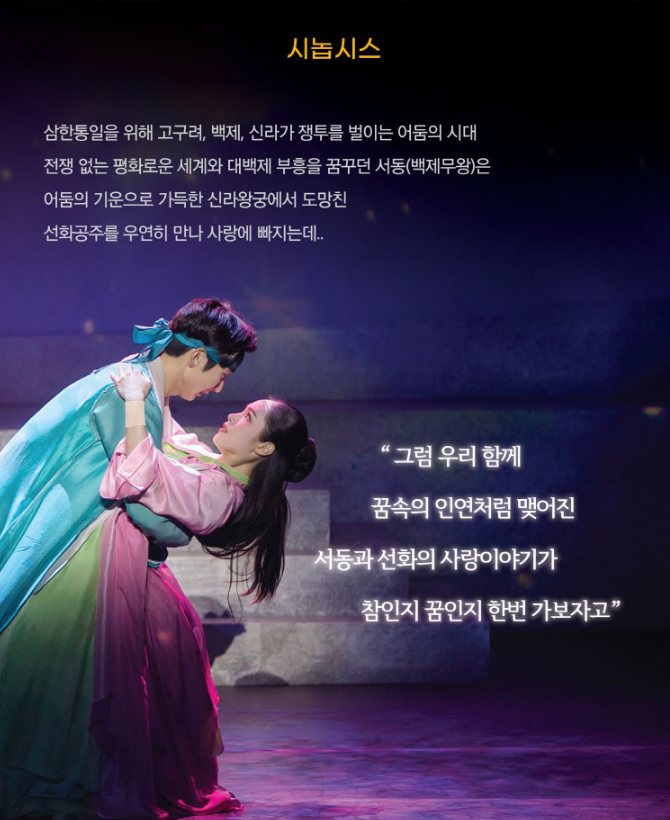 시놉시스
삼한통일을 위해 고구려, 백제, 신라가 쟁투를 벌이는 어둠의 시대
전쟁 없는 평화로운 세계와 대백제 부흥을 꿈꾸던 서동(백제무왕)은
어둠의 기운으로 가득한 신라왕궁에서 도망친
선화공주를 우연히 만나 사랑에 빠지는데..
“ 그럼 우리 함께
꿈속의 인연처럼 맺어진
서동과 선화의 사랑이야기가
참인지 꿈인지 한번 가보자고 ”